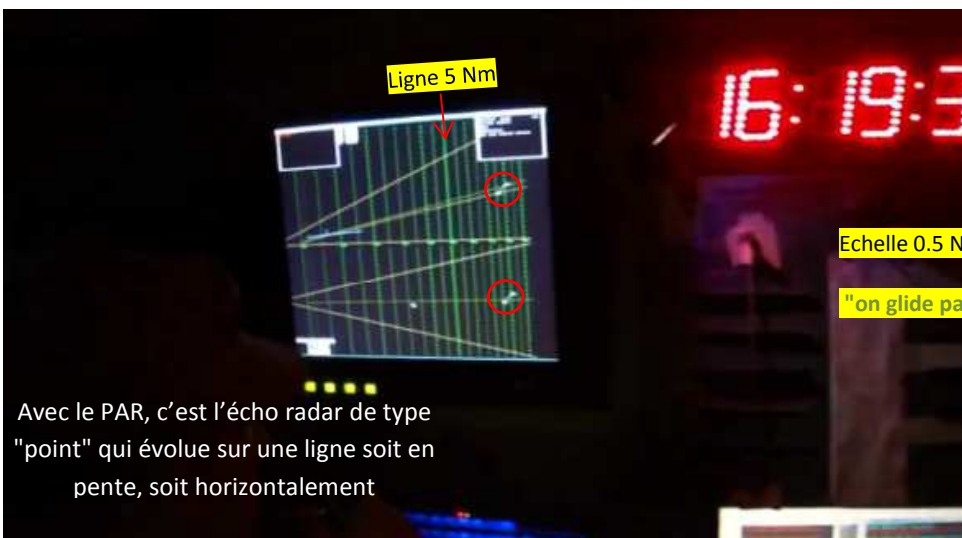 Ligne 5 Nm
16:19:3
Echelle 0.5 N
"on glide pa
Avec le PAR, c’est l’écho radar de type
"point" qui évolue sur une ligne soit en
pente, soit horizontalement